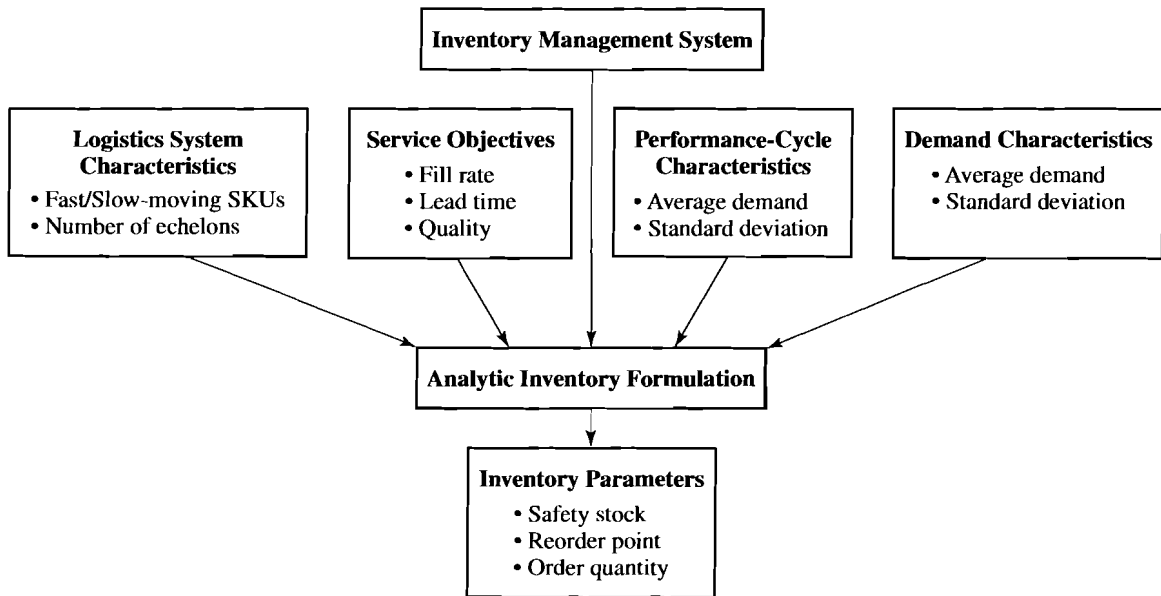 Inventory Management System
Logistics System
Characteristics
• Fast/Slow-moving SKUs
• Number of echelons
Service Objectives
• Fill rate
• Lead time
• Quality
Performance-Cycle
Characteristics
• Average demand
• Standard deviation
Demand Characteristics
• Average demand
• Standard deviation
Analytic Inventory Formulation
Inventory Parameters
• Safety stock
• Reorder point
• Order quantity